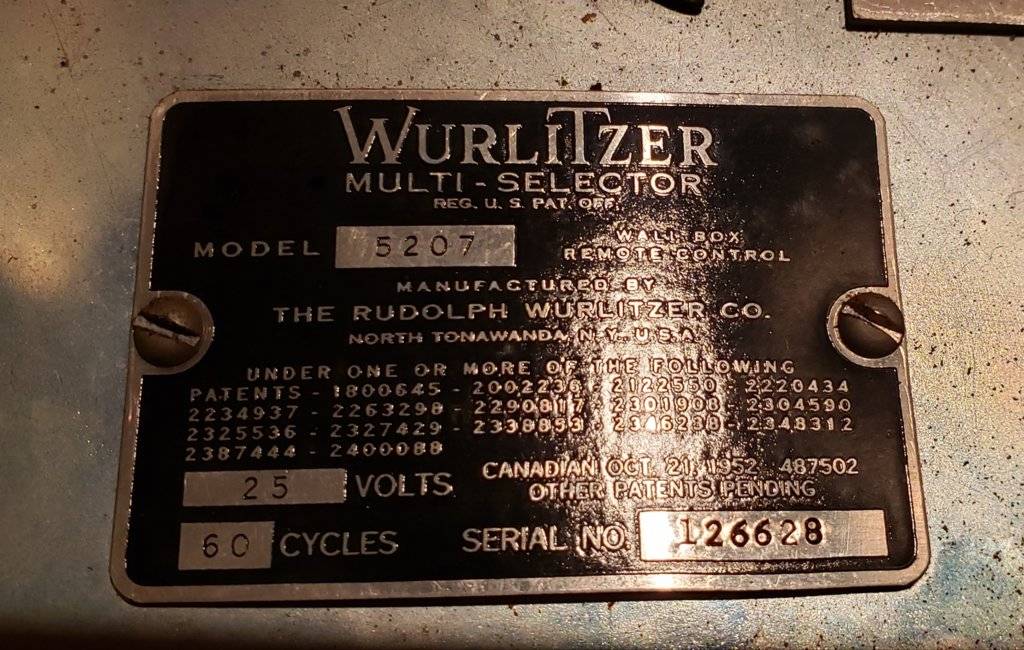 WURLITZER
MULTI-SELECTOR
REG. U. S. PAT. OFF.
MODEL 5207 WALL BOX
REMOTE CONTROL
MANUFACTURED BY
THE RUDOLPH WURLITZER CO.
NORTH TONAWANDA N.Y. U.S.A.
UNDER ONE OR MORE OF THE FOLLOWING
PATENTS - 1800645 - 2002236 2122550 2220434
2234937 - 2263298 - 2290817 2301908 2304590
2325536 - 2327429 - 2338853 2346238 - 2348312
2387444 - 2400088
CANADIAN OCT. 21, 1952 487502
OTHER PATENTS PENDING
25 VOLTS
60 CYCLES SERIAL NO. 126628